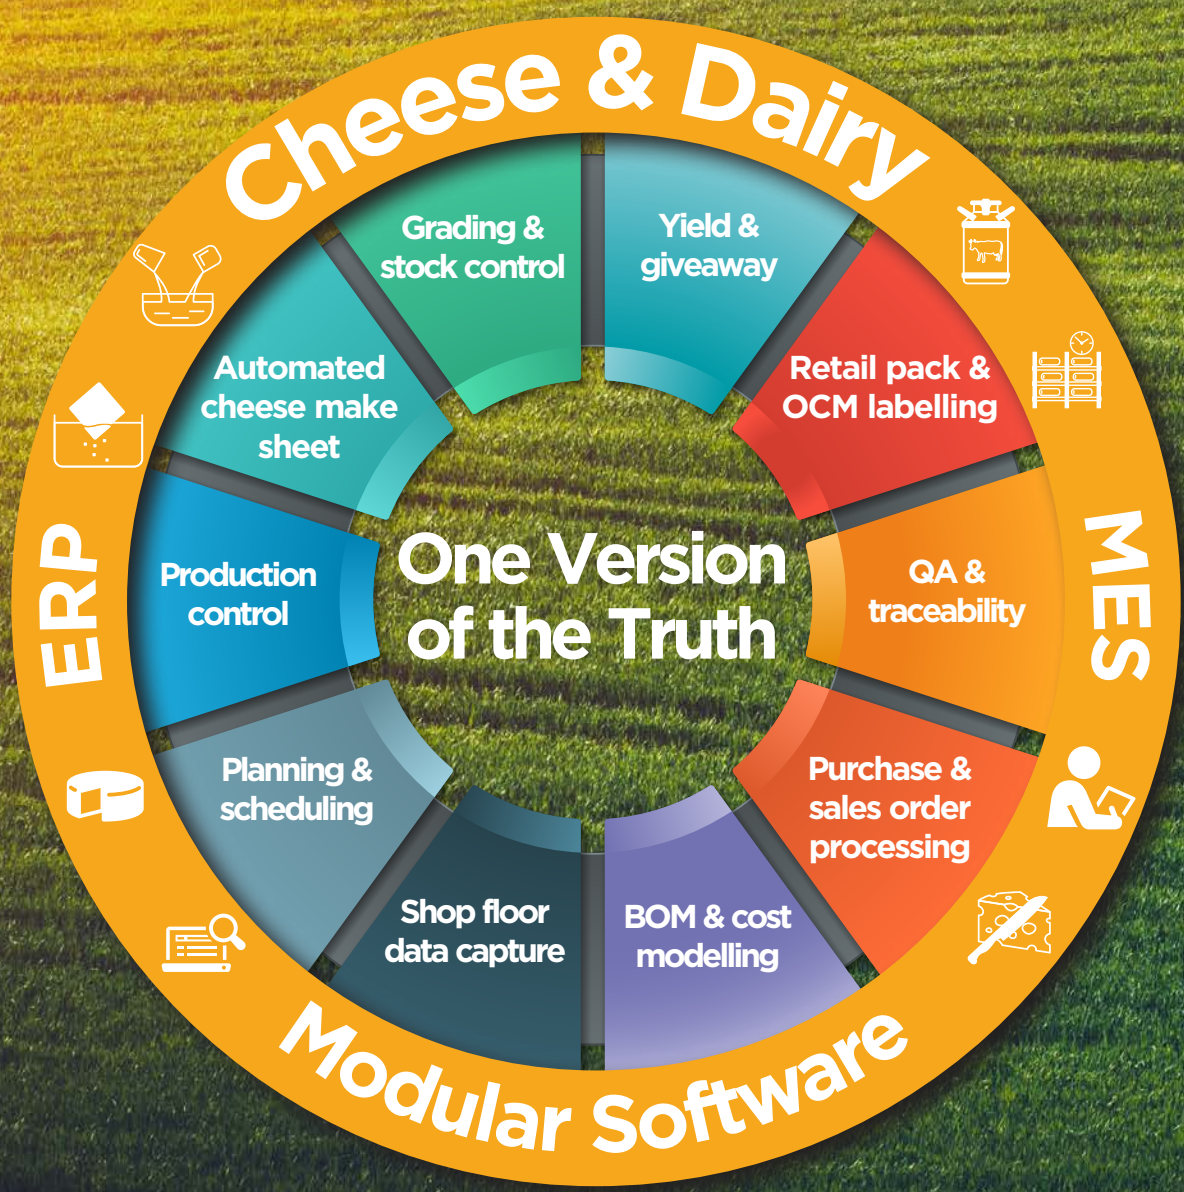 Cheese & Dairy
Grading &
stock control
Yield &
giveaway
Automated
cheese make
sheet
Retail pack &
OCM labelling
ERP
Production
control
One Version
of the Truth
QA &
traceability
MES
Planning &
scheduling
Purchase &
sales order
processing
Shop floor
data capture
BOM & cost
modelling
Modular Software